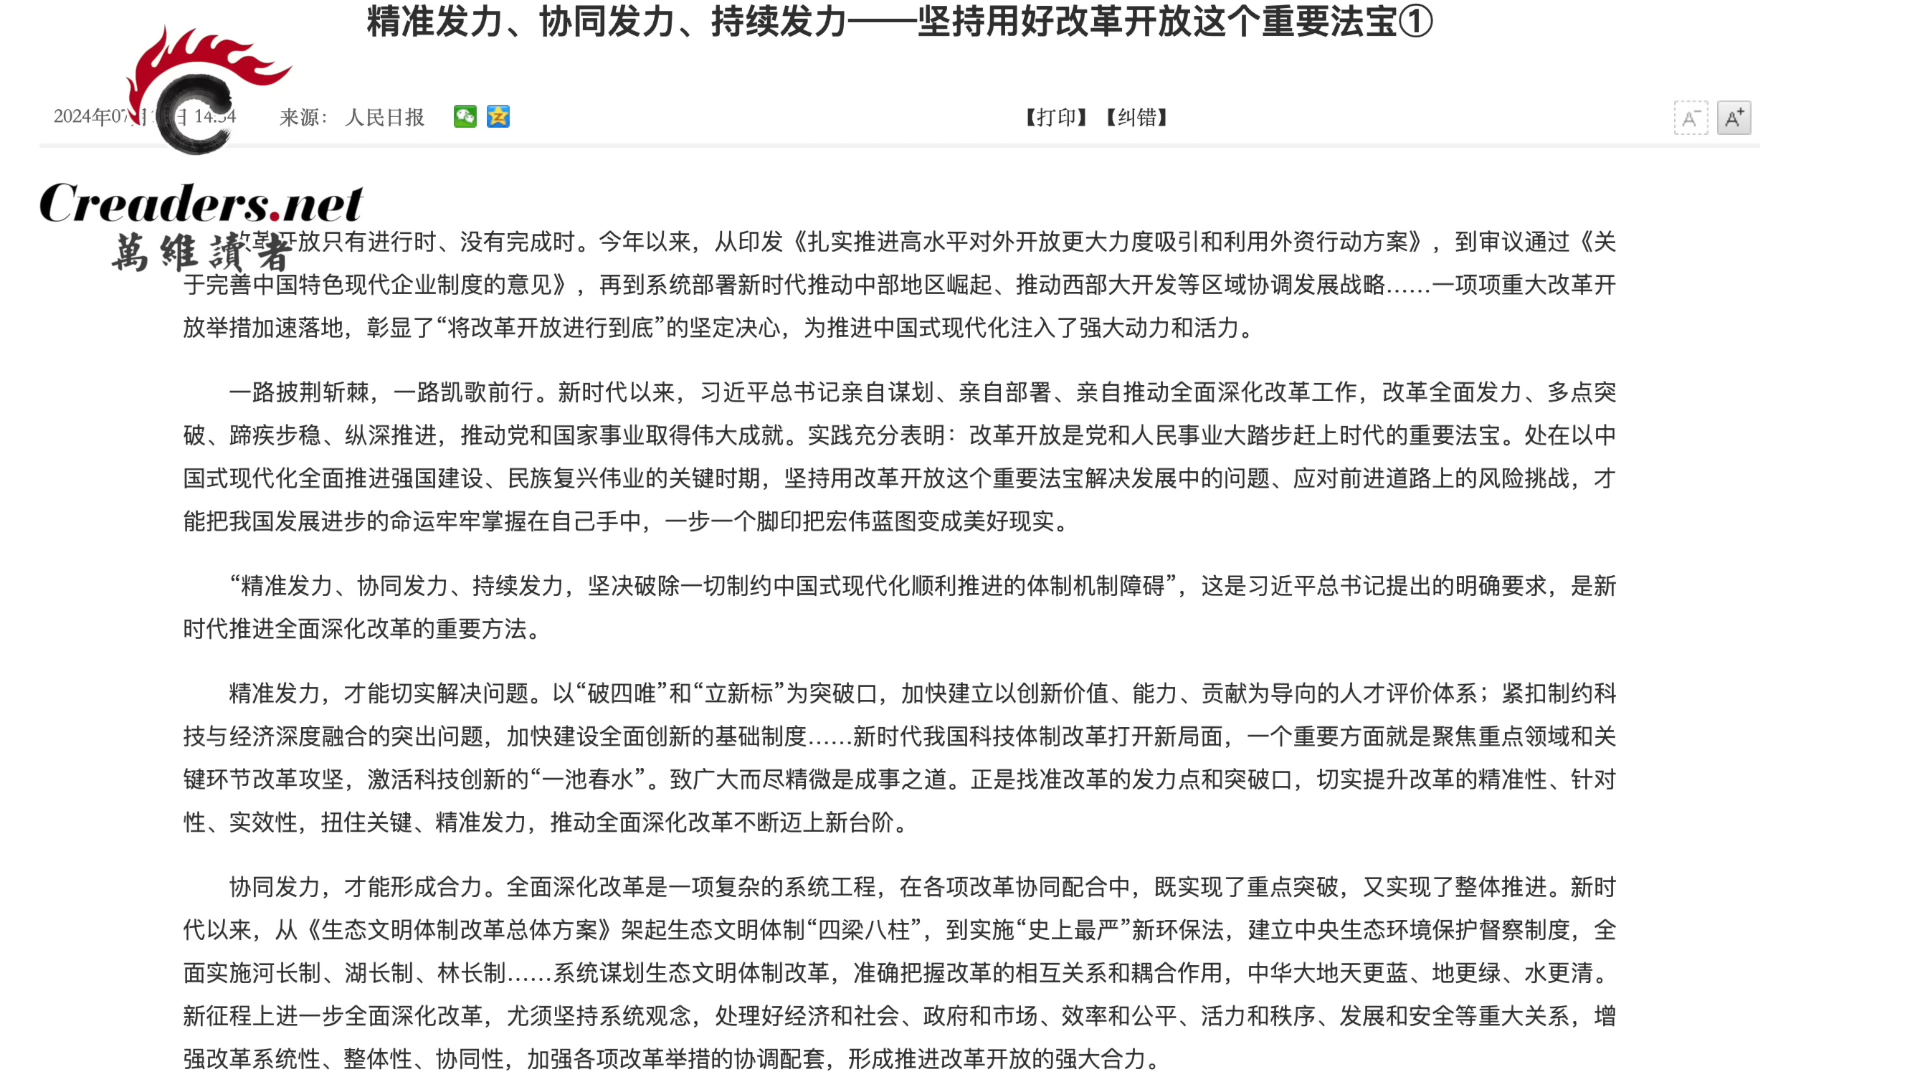 精准发力、协同发力、持续发力——坚持用好改革开放这个重要法宝①
2024年07月 日 14:54 来源： 人民日报 【打印】【纠错】 A- A+
Creaders.net
萬維讀者
改革开放只有进行时、没有完成时。今年以来，从印发《扎实推进高水平对外开放更大力度吸引和利用外资行动方案》，到审议通过《关
于完善中国特色现代企业制度的意见》，再到系统部署新时代推动中部地区崛起、推动西部大开发等区域协调发展战略……一项项重大改革开
放举措加速落地，彰显了“将改革开放进行到底”的坚定决心，为推进中国式现代化注入了强大动力和活力。
一路披荆斩棘，一路凯歌前行。新时代以来，习近平总书记亲自谋划、亲自部署、亲自推动全面深化改革工作，改革全面发力、多点突
破、蹄疾步稳、纵深推进，推动党和国家事业取得伟大成就。实践充分表明：改革开放是党和人民事业大踏步赶上时代的重要法宝。处在以中
国式现代化全面推进强国建设、民族复兴伟业的关键时期，坚持用改革开放这个重要法宝解决发展中的问题、应对前进道路上的风险挑战，才
能把我国发展进步的命运牢牢掌握在自己手中，一步一个脚印把宏伟蓝图变成美好现实。
“精准发力、协同发力、持续发力，坚决破除一切制约中国式现代化顺利推进的体制机制障碍”，这是习近平总书记提出的明确要求，是新
时代推进全面深化改革的重要方法。
精准发力，才能切实解决问题。以“破四唯”和“立新标”为突破口，加快建立以创新价值、能力、贡献为导向的人才评价体系；紧扣制约科
技与经济深度融合的突出问题，加快建设全面创新的基础制度……新时代我国科技体制改革打开新局面，一个重要方面就是聚焦重点领域和关
键环节改革攻坚，激活科技创新的“一池春水”。致广大而尽精微是成事之道。正是找准改革的发力点和突破口，切实提升改革的精准性、针对
性、实效性，扭住关键、精准发力，推动全面深化改革不断迈上新台阶。
协同发力，才能形成合力。全面深化改革是一项复杂的系统工程，在各项改革协同配合中，既实现了重点突破，又实现了整体推进。新时
代以来，从《生态文明体制改革总体方案》架起生态文明体制“四梁八柱”，到实施“史上最严”新环保法，建立中央生态环境保护督察制度，全
面实施河长制、湖长制、林长制……系统谋划生态文明体制改革，准确把握改革的相互关系和耦合作用，中华大地天更蓝、地更绿、水更清。
新征程上进一步全面深化改革，尤须坚持系统观念，处理好经济和社会、政府和市场、效率和公平、活力和秩序、发展和安全等重大关系，增
强改革系统性、整体性、协同性，加强各项改革举措的协调配套，形成推进改革开放的强大合力。